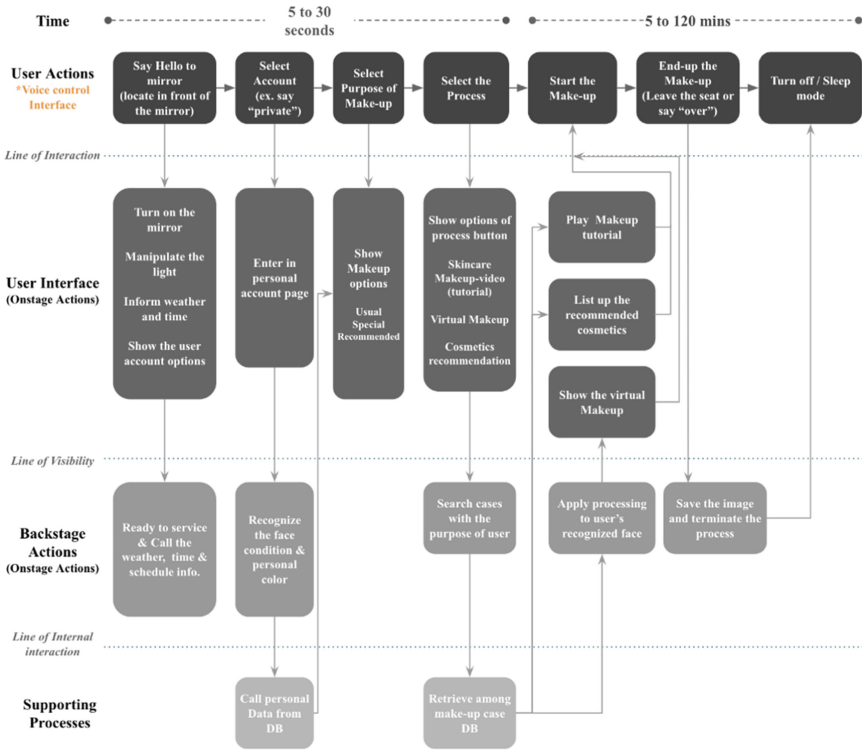 Time
5 to 30
seconds
5 to 120 mins
User Actions
*Voice control
Interface
Say Hello to
mirror
(locate in front of
the mirror)
Select
Account
(ex. say
“private”)
Select
Purpose of
Make-up
Select the
Process
Start the
Make-up
End-up the
Make-up
(Leave the seat or
say “over”)
Turn off / Sleep
mode
Line of Interaction
User Interface
(Onstage Actions)
Turn on the
mirror
Manipulate the
light
Inform weather
and time
Show the user
account options
Enter in
personal
account page
Show
Makeup
options
Usual
Special
Recommended
Show options of
process button
Skincare
Makeup-video
(tutorial)
Virtual Makeup
Cosmetics
recommendation
Play Makeup
tutorial
List up the
recommended
cosmetics
Show the virtual
Makeup
Line of Visibility
Backstage
Actions
(Onstage Actions)
Ready to service
& Call the
weather, time &
schedule info.
Recognize
the face
condition &
personal
color
Search cases
with the
purpose of user
Apply processing
to user’s
recognized face
Save the image
and terminate the
process
Line of Internal
interaction
Supporting
Processes
Call personal
Data from
DB
Retrieve among
make-up case
DB